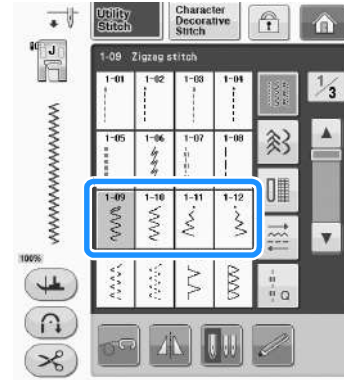 Utility
Stitch
Character
Decorative
Stitch
J
1-09 Zigzag stitch
1/3
1-01 1-02 1-03 1-04
1-05 1-06 1-07 1-08
1-09 1-10 1-11 1-12
100%
Q